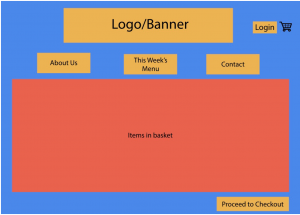 Logo/Banner
Login
About Us
This Week's
Menu
Contact
Items in basket
Proceed to Checkout